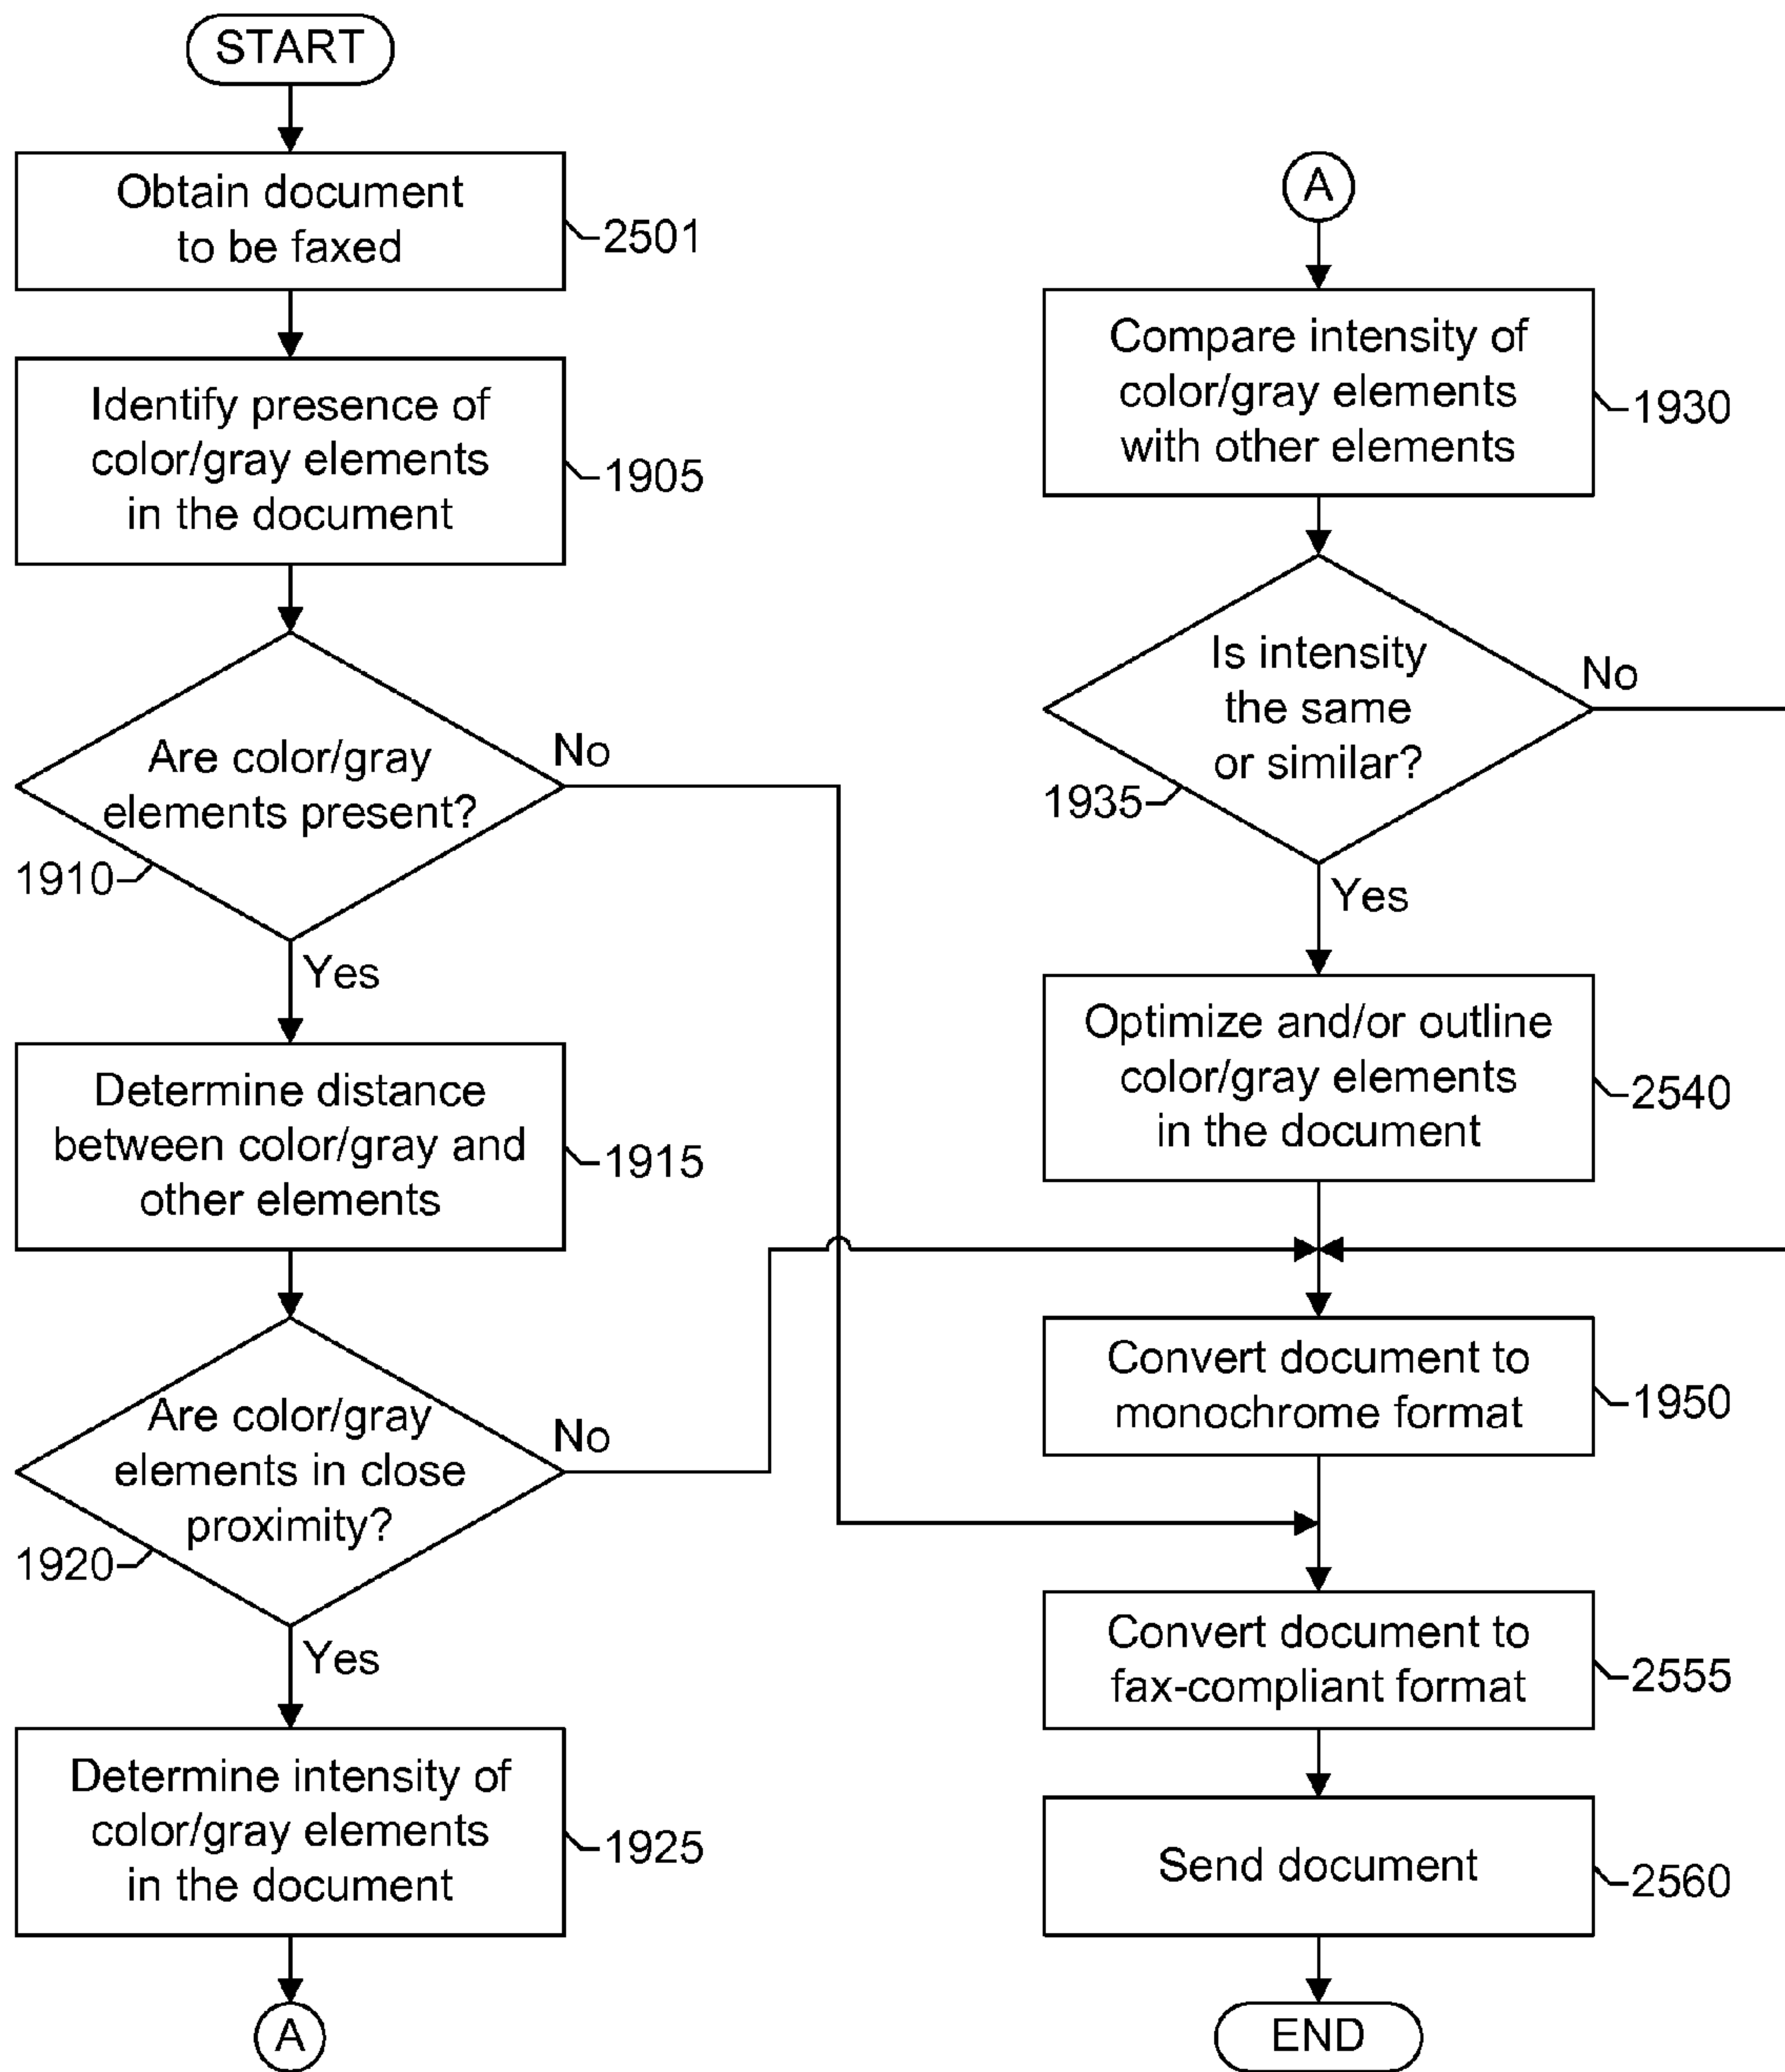 START
Obtain document
to be faxed
2501
Identify presence of
color/gray elements
in the document
1905
Are color/gray
elements present?
No
1910
Yes
Determine distance
between color/gray and
other elements
1915
Are color/gray
elements in close
proximity?
No
1920
Yes
Determine intensity of
color/gray elements
in the document
1925
A
A
Compare intensity of
color/gray elements
with other elements
1930
Is intensity
the same
or similar?
No
1935
Yes
Optimize and/or outline
color/gray elements
in the document
2540
Convert document to
monochrome format
1950
Convert document to
fax-compliant format
2555
Send document
2560
END